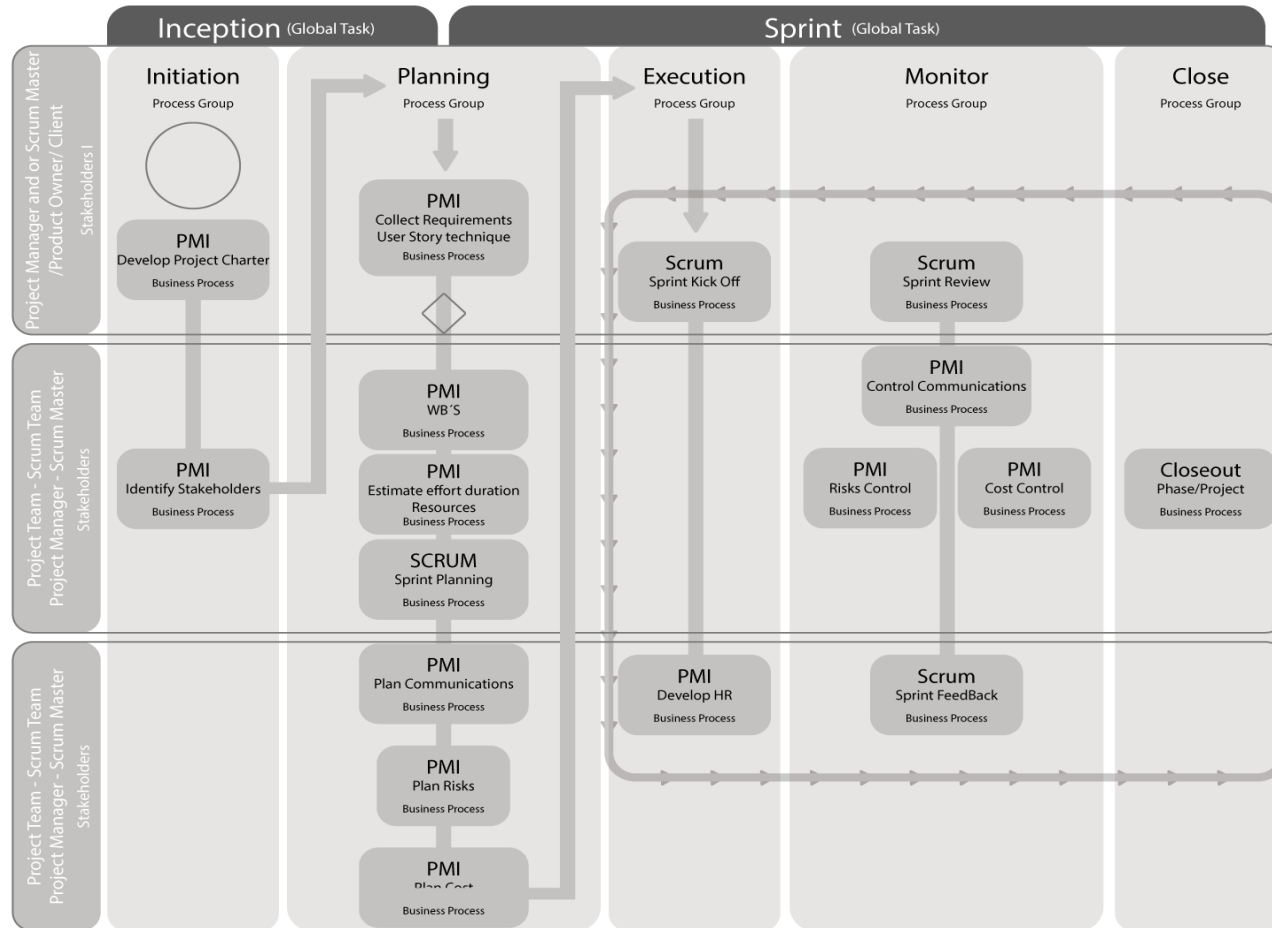 Inception (Global Task)
Sprint (Global Task)
Project Manager and or Scrum Master
/Product Owner/ Client
Stakeholders I
Initiation
Process Group
Planning
Process Group
Execution
Process Group
Monitor
Process Group
Close
Process Group
PMI
Develop Project Charter
Business Process
PMI
Collect Requirements
User Story technique
Business Process
Scrum
Sprint Kick Off
Business Process
Scrum
Sprint Review
Business Process
Project Team - Scrum Team
Project Manager - Scrum Master
Stakeholders
PMI
Identify Stakeholders
Business Process
PMI
WB´S
Business Process
PMI
Estimate effort duration
Resources
Business Process
SCRUM
Sprint Planning
Business Process
PMI
Control Communications
Business Process
PMI
Risks Control
Business Process
PMI
Cost Control
Business Process
Closeout
Phase/Project
Business Process
Project Team - Scrum Team
Project Manager - Scrum Master
Stakeholders
PMI
Plan Communications
Business Process
PMI
Plan Risks
Business Process
PMI
Plan Cost
Business Process
PMI
Develop HR
Business Process
Scrum
Sprint FeedBack
Business Process